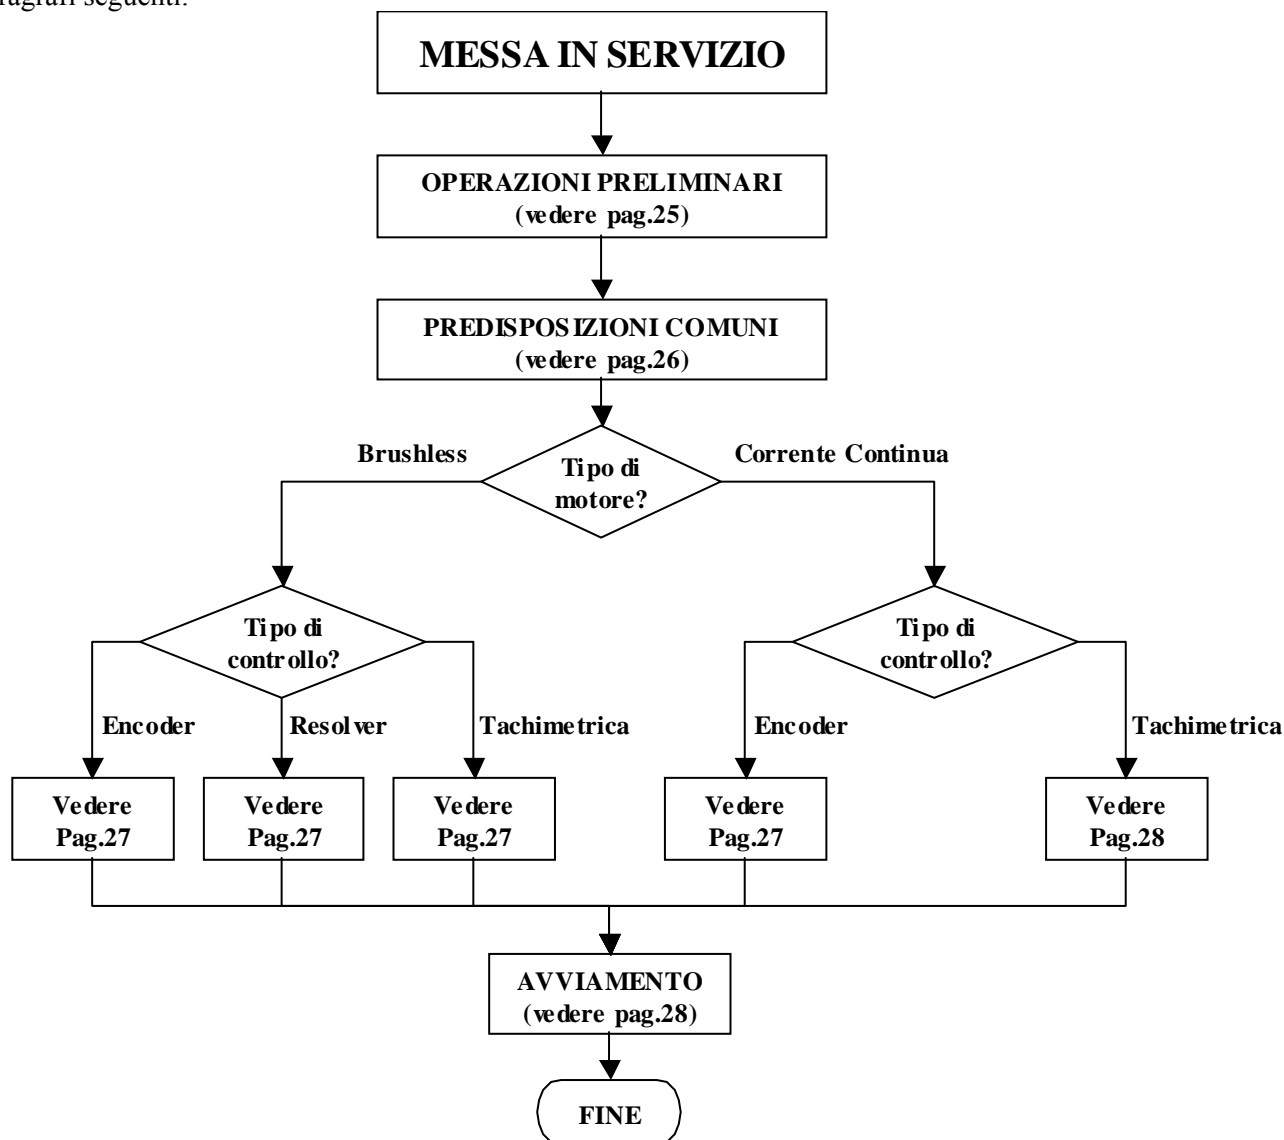 ragrafi seguenti.
MESSA IN SERVIZIO
OPERAZIONI PRELIMINARI
(vedere pag.25)
PREDISPOSIZIONI COMUNI
(vedere pag.26)
Brushless
Tipo di
motore?
Corrente Continua
Tipo di
controllo?
Tipo di
controllo?
Encoder
Resolver
Tachimetrica
Encoder
Tachimetrica
Vedere
Pag.27
Vedere
Pag.27
Vedere
Pag.27
Vedere
Pag.27
Vedere
Pag.28
AVVIAMENTO
(vedere pag.28)
FINE